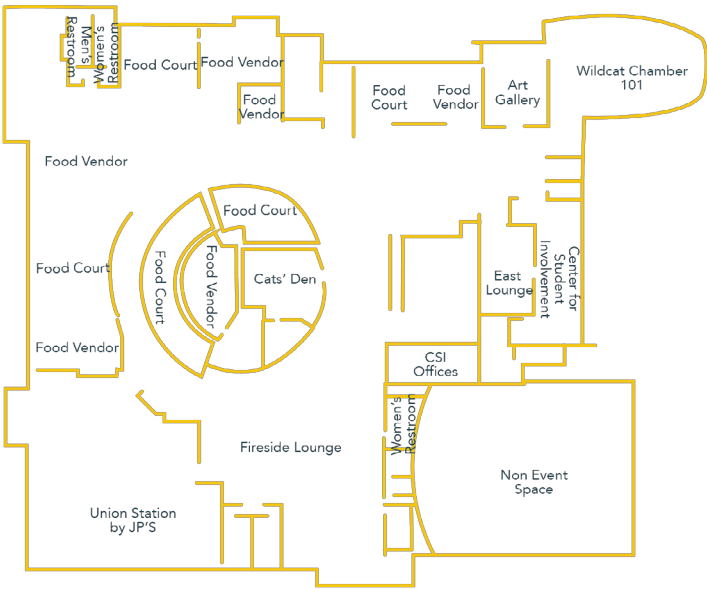 Men's
Restroom
Women's
Restroom
Food Court
Food Vendor
Food
Vendor
Food
Court
Food
Vendor
Art
Gallery
Wildcat Chamber
101
Food Vendor
Food Court
Food Court
Food Court
Food Vendor
Cats' Den
East
Lounge
Center for
Student
Involvement
Food Vendor
CSI
Offices
Women's
Restroom
Fireside Lounge
Non Event
Space
Union Station
by JP'S